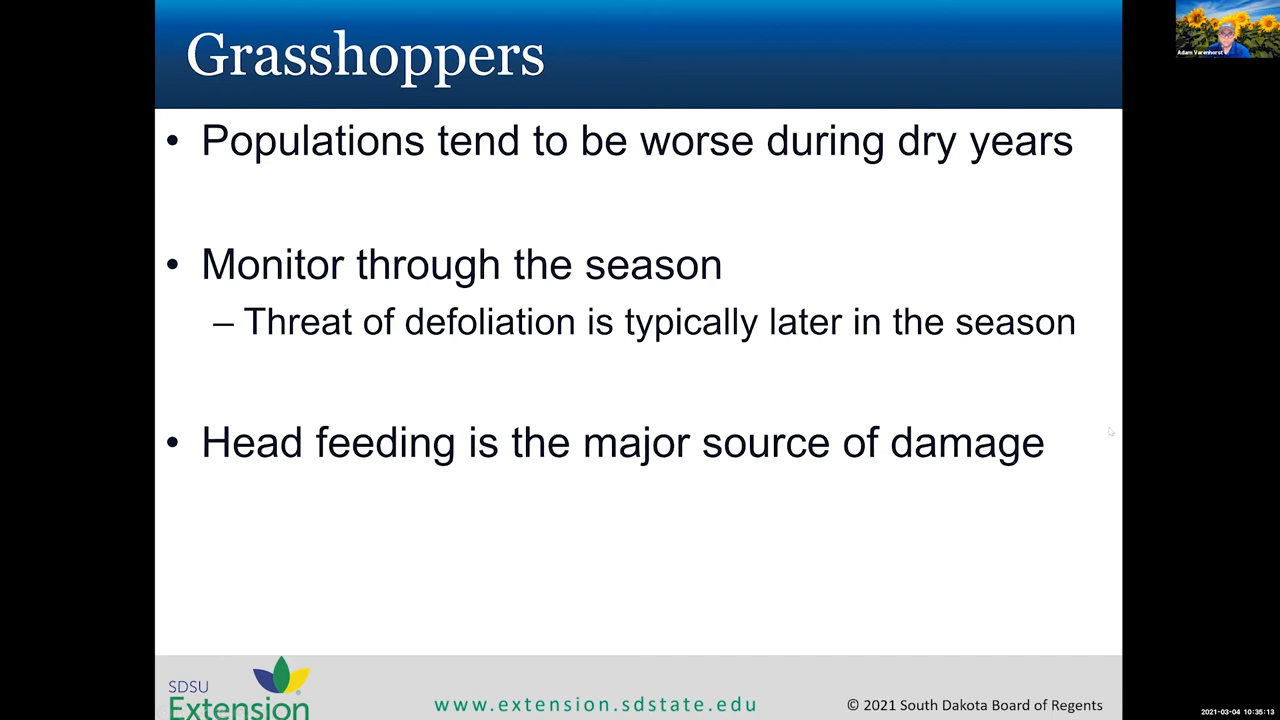 Grasshoppers
Adam Varenhorst
• Populations tend to be worse during dry years
• Monitor through the season
– Threat of defoliation is typically later in the season
• Head feeding is the major source of damage
SDSU
Extension
www.extension.sdstate.edu
© 2021 South Dakota Board of Regents
2021-03-04 10:35:13